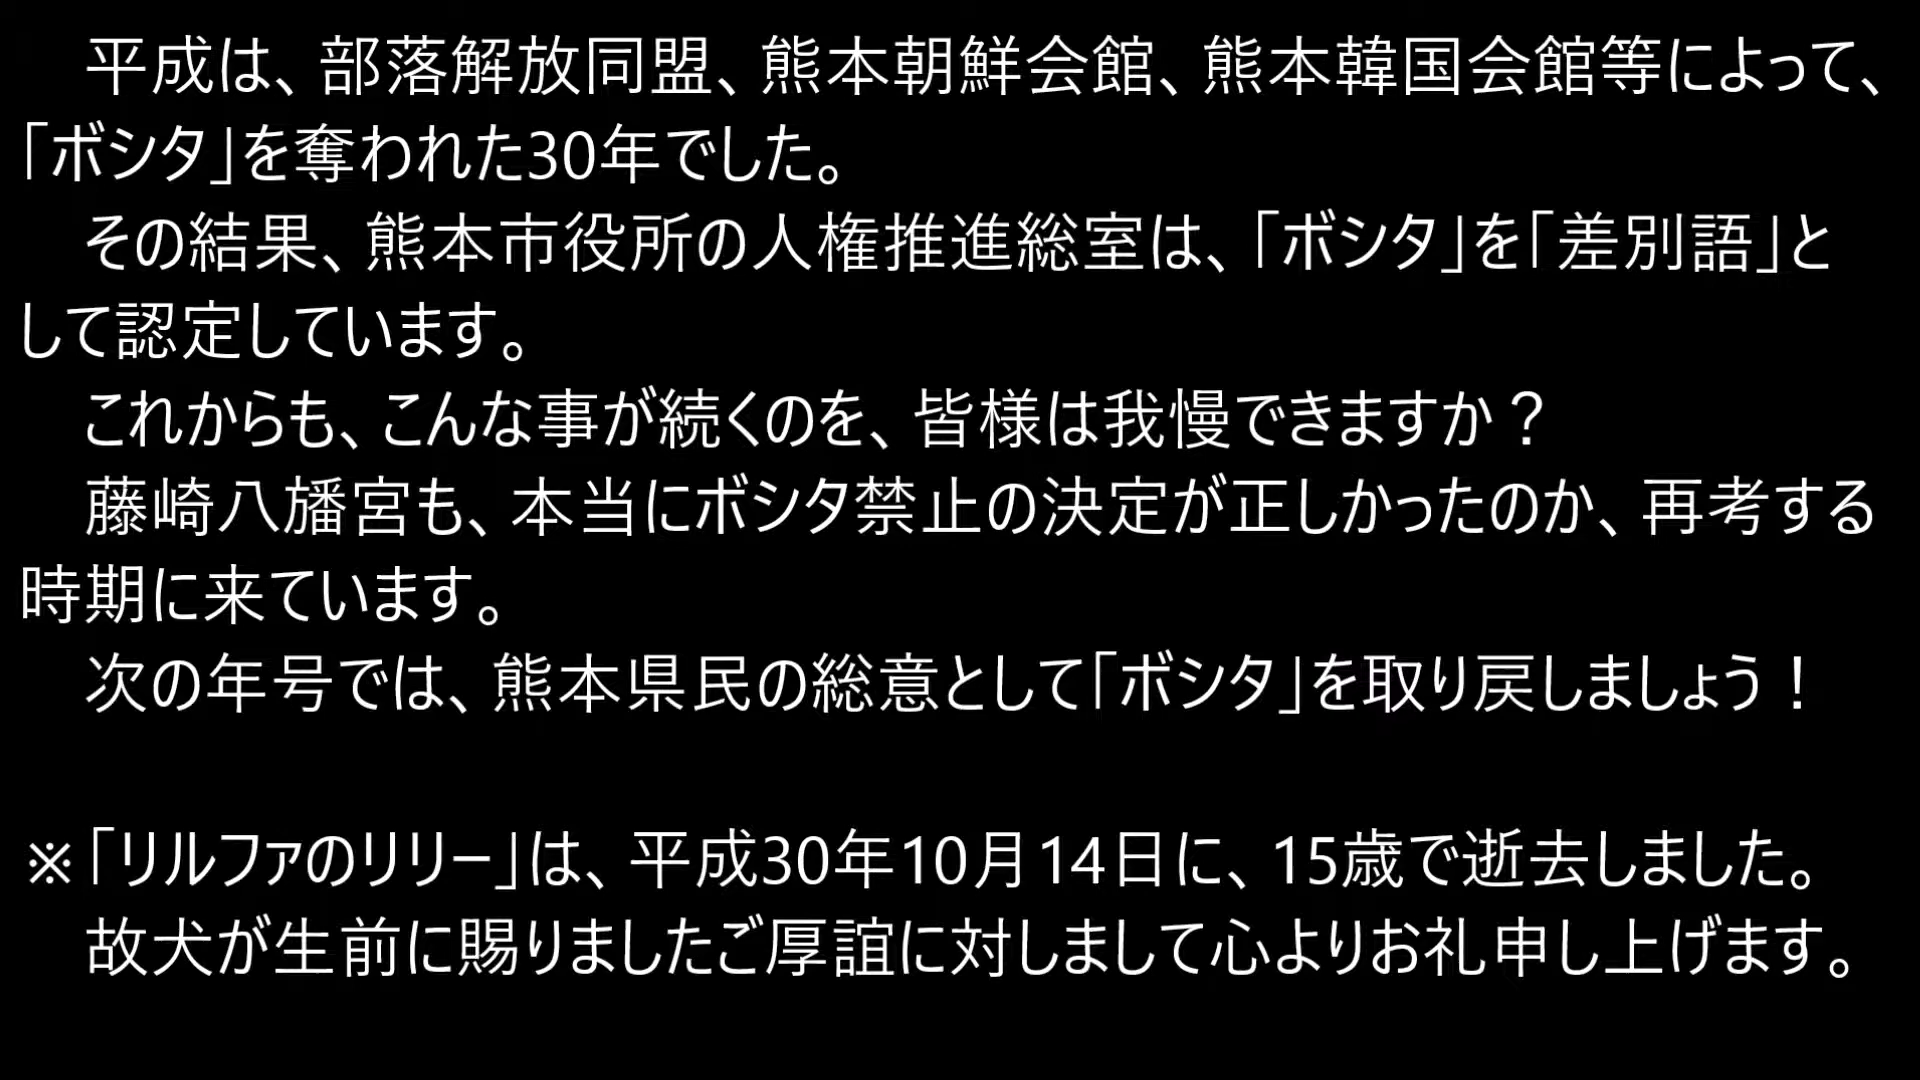 平成は、部落解放同盟、熊本朝鮮会館、熊本韓国会館等によって、
「ボシタ」を奪われた30年でした。
その結果、熊本市役所の人権推進総室は、「ボシタ」を「差別語」と
して認定しています。
これからも、こんな事が続くのを、皆様は我慢できますか？
藤崎八旛宮も、本当にボシタ禁止の決定が正しかったのか、再考する
時期に来ています。
次の年号では、熊本県民の総意として「ボシタ」を取り戻しましょう！
※「リルファのリリー」は、平成30年10月14日に、15歳で逝去しました。
故犬が生前に賜りましたご厚誼に対しまして心よりお礼申し上げます。